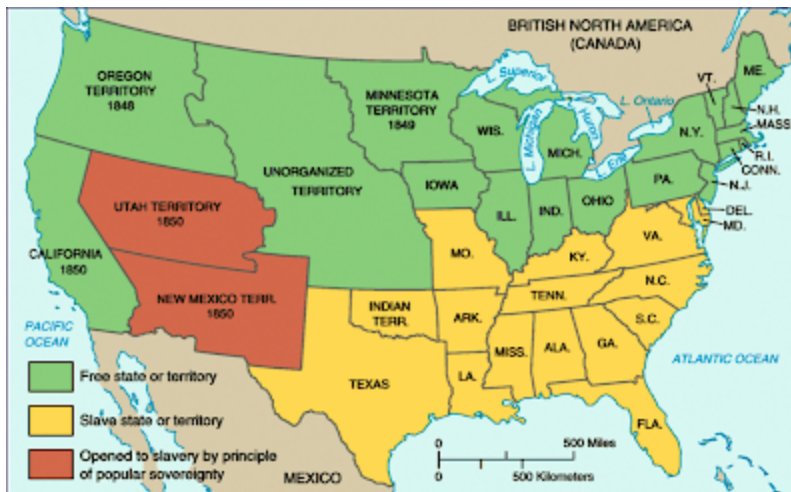 BRITISH NORTH AMERICA
(CANADA)
OREGON
TERRITORY
1848
MINNESOTA
TERRITORY
1849
L. Superior
L. Michigan
L. Huron
L. Ontario
L. Erie
VT.
ME.
N.H.
MASS.
R.I.
CONN.
N.Y.
WIS.
MICH.
UNORGANIZED
TERRITORY
IOWA
PA.
N.J.
ILL.
IND.
OHIO
DEL.
MD.
UTAH TERRITORY
1850
CALIFORNIA
1850
MO.
KY.
VA.
NEW MEXICO TERR.
1850
INDIAN
TERR.
ARK.
TENN.
N.C.
S.C.
PACIFIC
OCEAN
TEXAS
LA.
MISS.
ALA.
GA.
FLA.
ATLANTIC OCEAN
Free state or territory
Slava state or territory
Opened to slavery by principle
of popular sovereignty
MEXICO
0 500 Miles
0 500 Kilometers